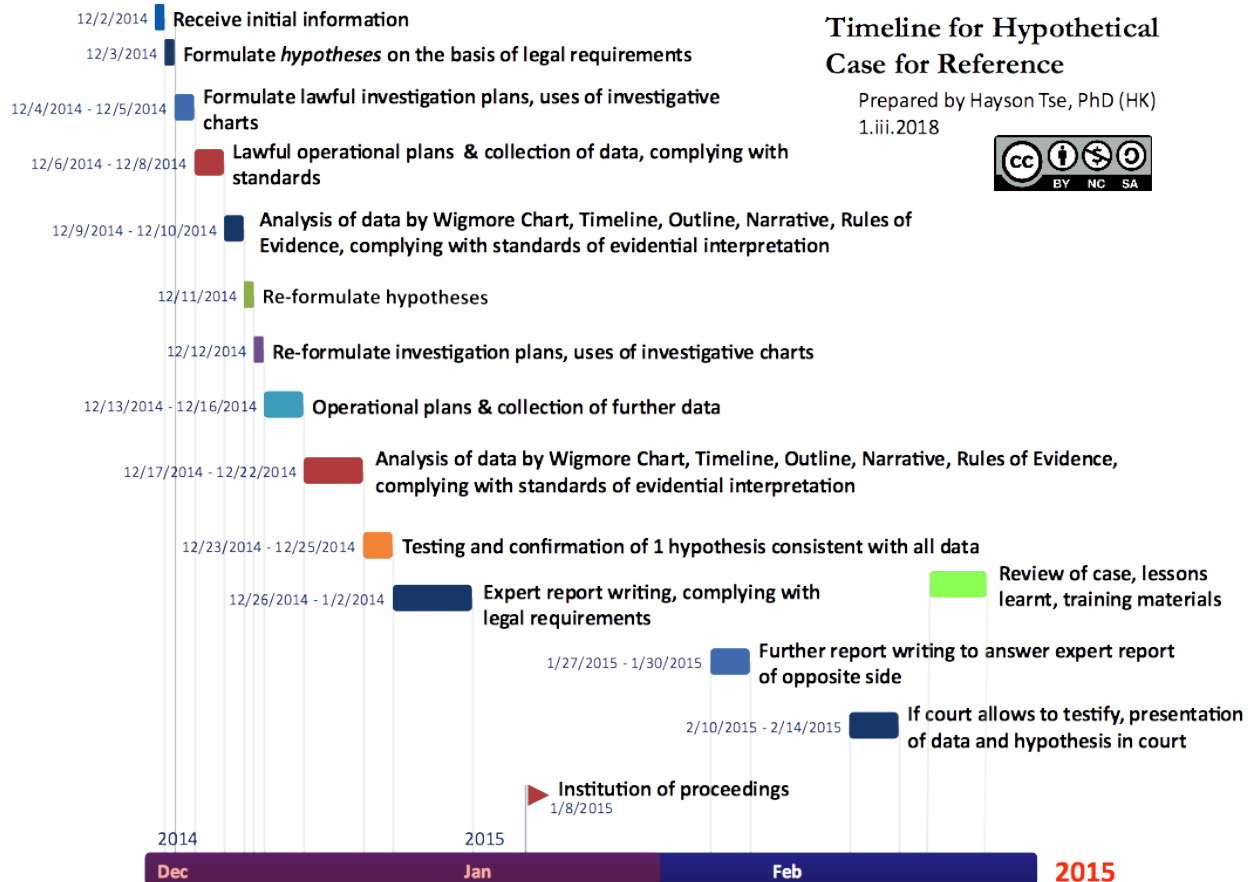 Timeline for Hypothetical
Case for Reference
Prepared by Hayson Tse, PhD (HK)
1.iii.2018
cc
BY NC SA
12/2/2014 Receive initial information
12/3/2014 Formulate hypotheses on the basis of legal requirements
12/4/2014 - 12/5/2014 Formulate lawful investigation plans, uses of investigative
charts
12/6/2014 - 12/8/2014 Lawful operational plans & collection of data, complying with
standards
12/9/2014 - 12/10/2014 Analysis of data by Wigmore Chart, Timeline, Outline, Narrative, Rules of
Evidence, complying with standards of evidential interpretation
12/11/2014 Re-formulate hypotheses
12/12/2014 Re-formulate investigation plans, uses of investigative charts
12/13/2014 - 12/16/2014 Operational plans & collection of further data
12/17/2014 - 12/22/2014 Analysis of data by Wigmore Chart, Timeline, Outline, Narrative, Rules of Evidence,
complying with standards of evidential interpretation
12/23/2014 - 12/25/2014 Testing and confirmation of 1 hypothesis consistent with all data
Review of case, lessons
learnt, training materials
12/26/2014 - 1/2/2014 Expert report writing, complying with
legal requirements
1/27/2015 - 1/30/2015 Further report writing to answer expert report
of opposite side
2/10/2015 - 2/14/2015 If court allows to testify, presentation
of data and hypothesis in court
Institution of proceedings
1/8/2015
2014 2015
Dec Jan Feb 2015